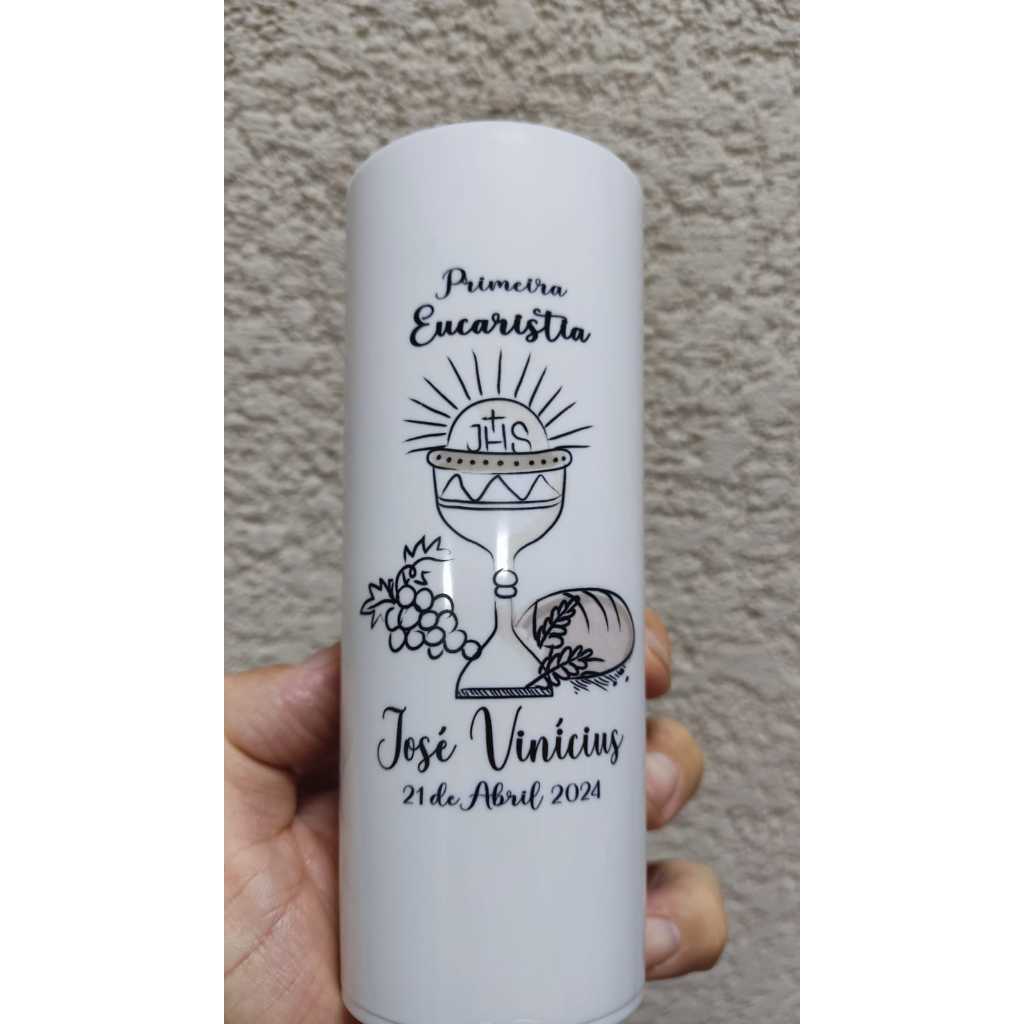 Primeira
Eucaristia
JHS
José Vinícius
21 de Abril 2024